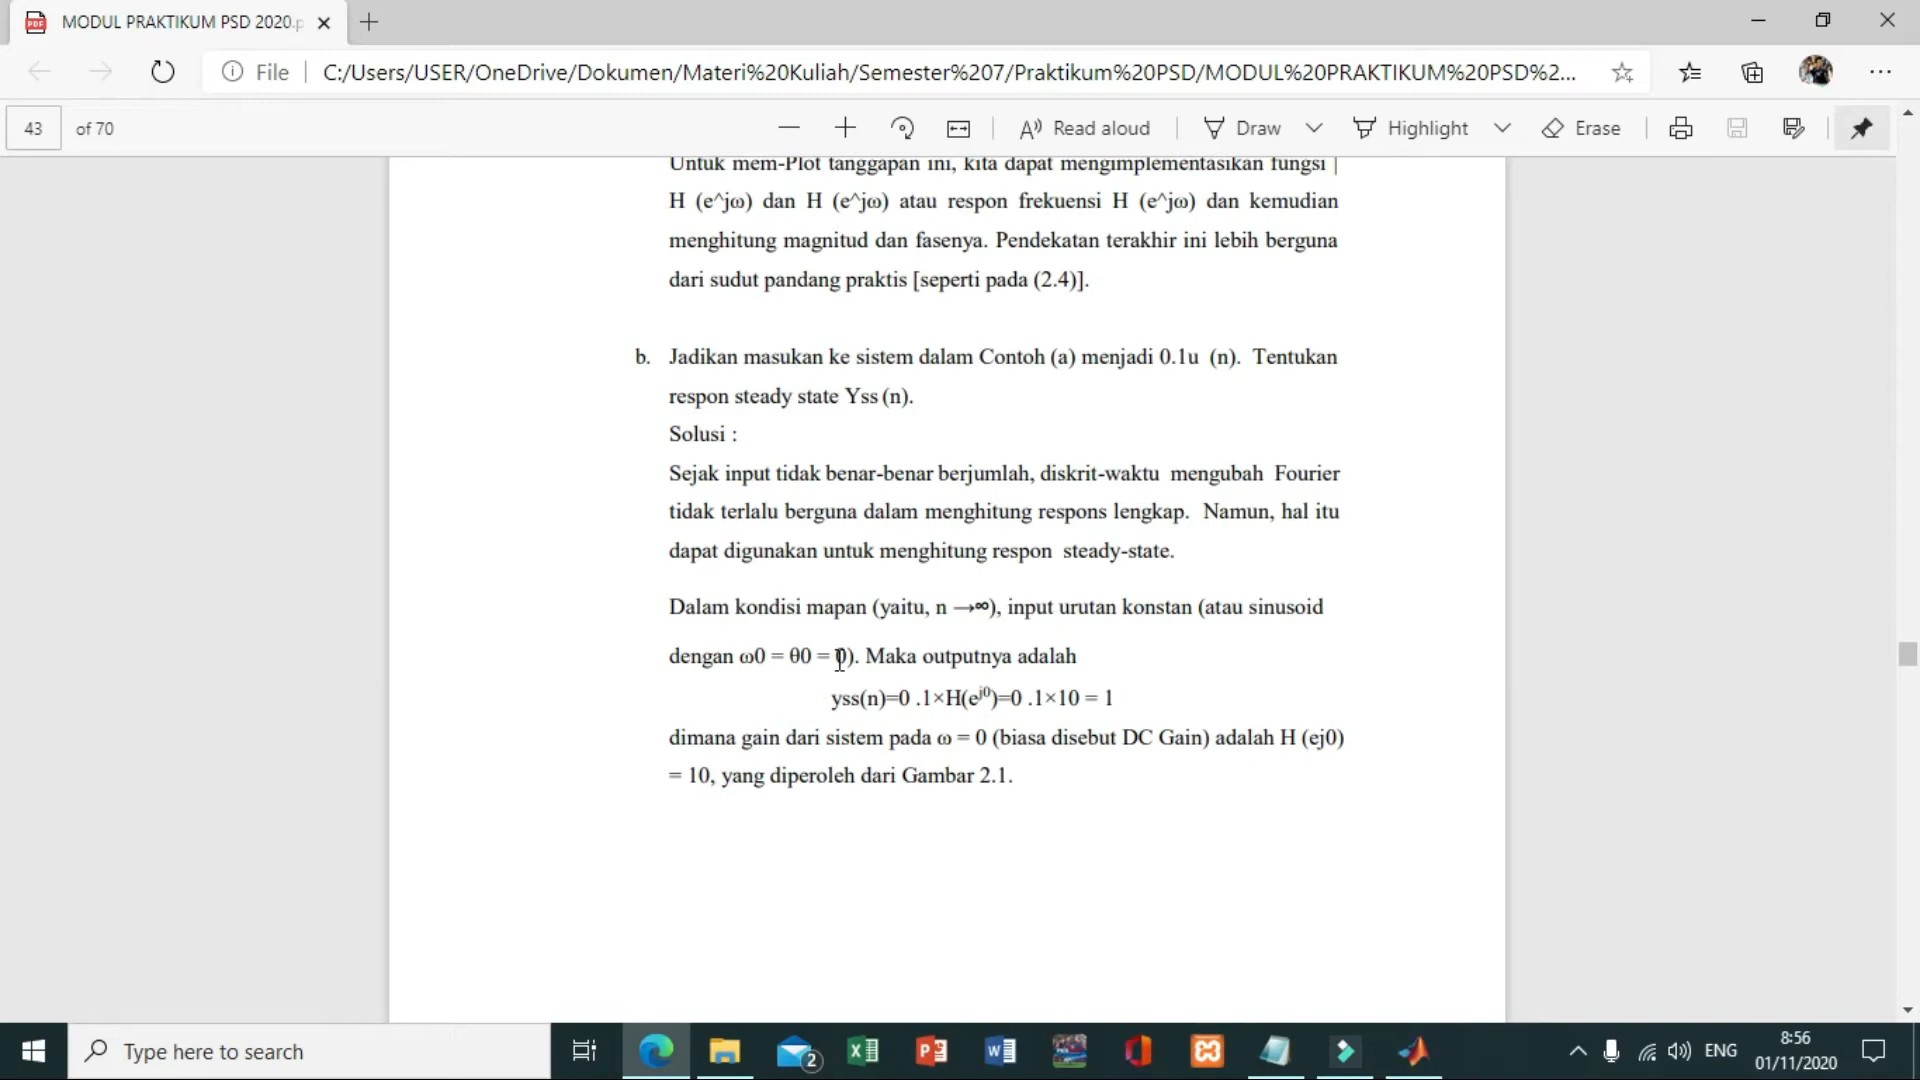 MODUL PRAKTIKUM PSD 2020.p
File
C:/Users/USER/OneDrive/Dokumen/Materi%20Kuliah/Semester%207/Praktikum%20PSD/MODUL%20PRAKTIKUM%20PSD%2...
43 of 70
Read aloud
Draw
Highlight
Erase
Untuk mem-Plot tanggapan ini, kita dapat mengimplementasikan fungsi |
H (e^jω) dan H (e^jω) atau respon frekuensi H (e^jω) dan kemudian
menghitung magnitud dan fasenya. Pendekatan terakhir ini lebih berguna
dari sudut pandang praktis [seperti pada (2.4)].
b. Jadikan masukan ke sistem dalam Contoh (a) menjadi 0.1u (n). Tentukan
respon steady state Yss (n).
Solusi :
Sejak input tidak benar-benar berjumlah, diskrit-waktu mengubah Fourier
tidak terlalu berguna dalam menghitung respons lengkap. Namun, hal itu
dapat digunakan untuk menghitung respon steady-state.
Dalam kondisi mapan (yaitu, n →∞), input urutan konstan (atau sinusoid
dengan ω0 = θ0 = 0). Maka outputnya adalah
yss(n)=0 .1×H(e^j0)=0 .1×10 = 1
dimana gain dari sistem pada ω = 0 (biasa disebut DC Gain) adalah H (ej0)
= 10, yang diperoleh dari Gambar 2.1.
Type here to search
2
ENG
8:56
01/11/2020